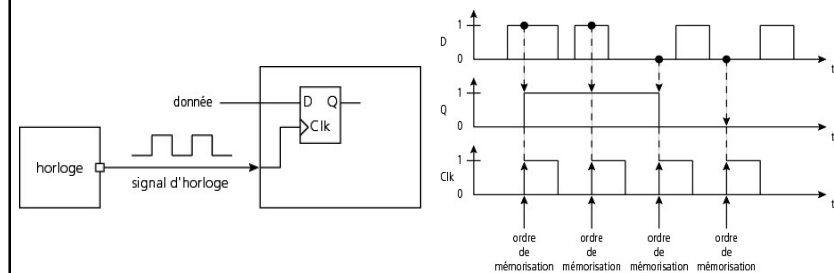 donnée
D Q
Clk
horloge
signal d'horloge
1
D
0
t
1
Q
0
t
1
Clk
0
t
ordre ordre ordre ordre
de de de de
mémorisation mémorisation mémorisation mémorisation